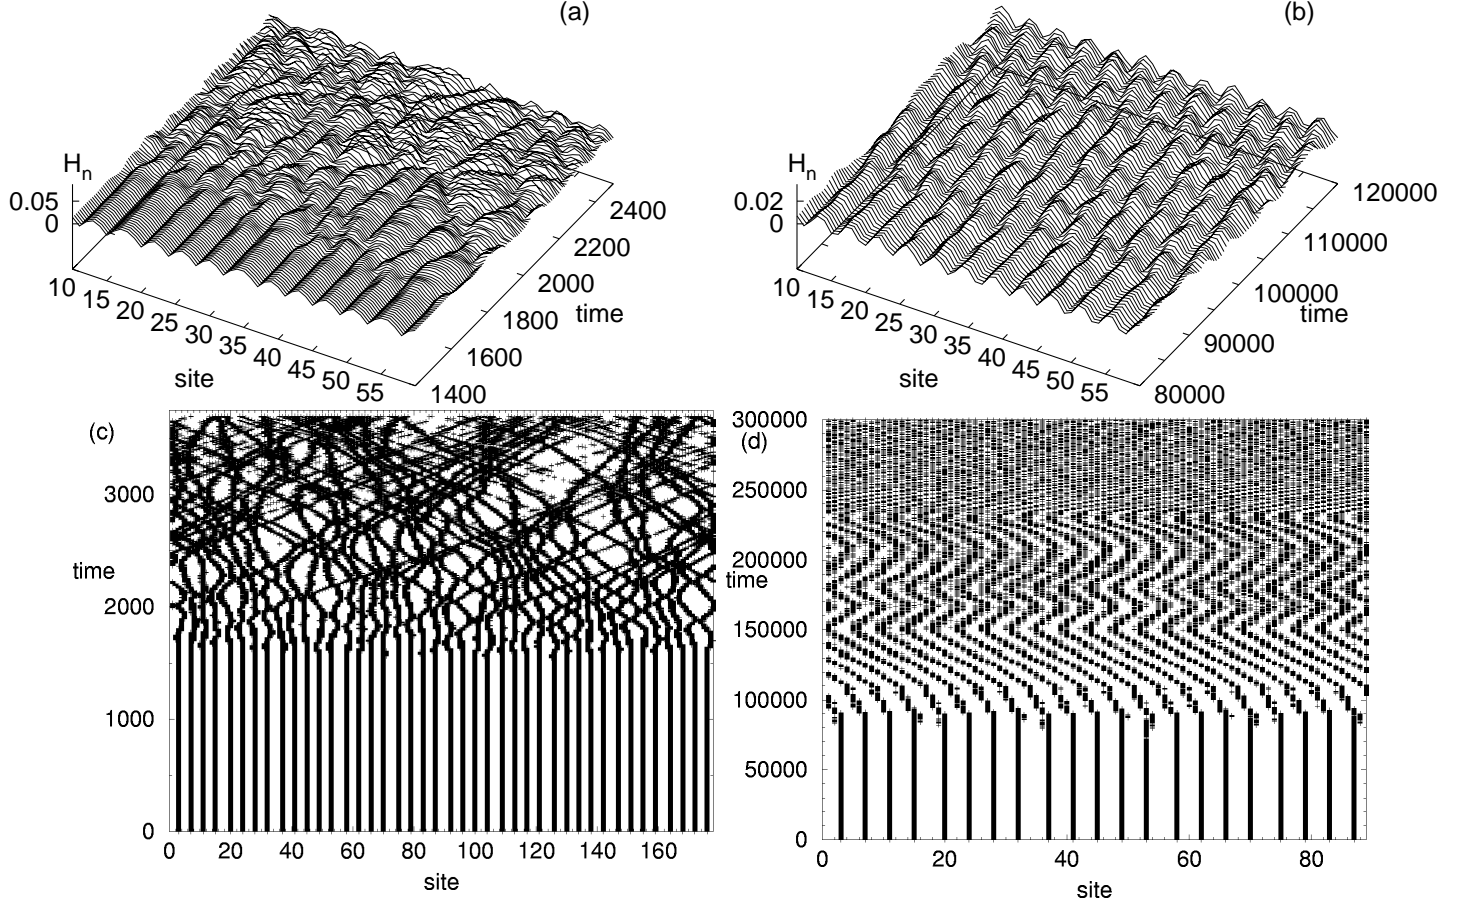 (a)
H_n
0.05
0
10 15 20 25 30 35 40 45 50 55
site
1400 1600 1800 2000 2200 2400
time
(b)
H_n
0.02
0
10 15 20 25 30 35 40 45 50 55
site
80000 90000 100000 110000 120000
time
(c)
3000
time
2000
1000
0
0 20 40 60 80 100 120 140 160
site
(d)
300000
250000
200000
time
150000
100000
50000
0
0 20 40 60 80
site